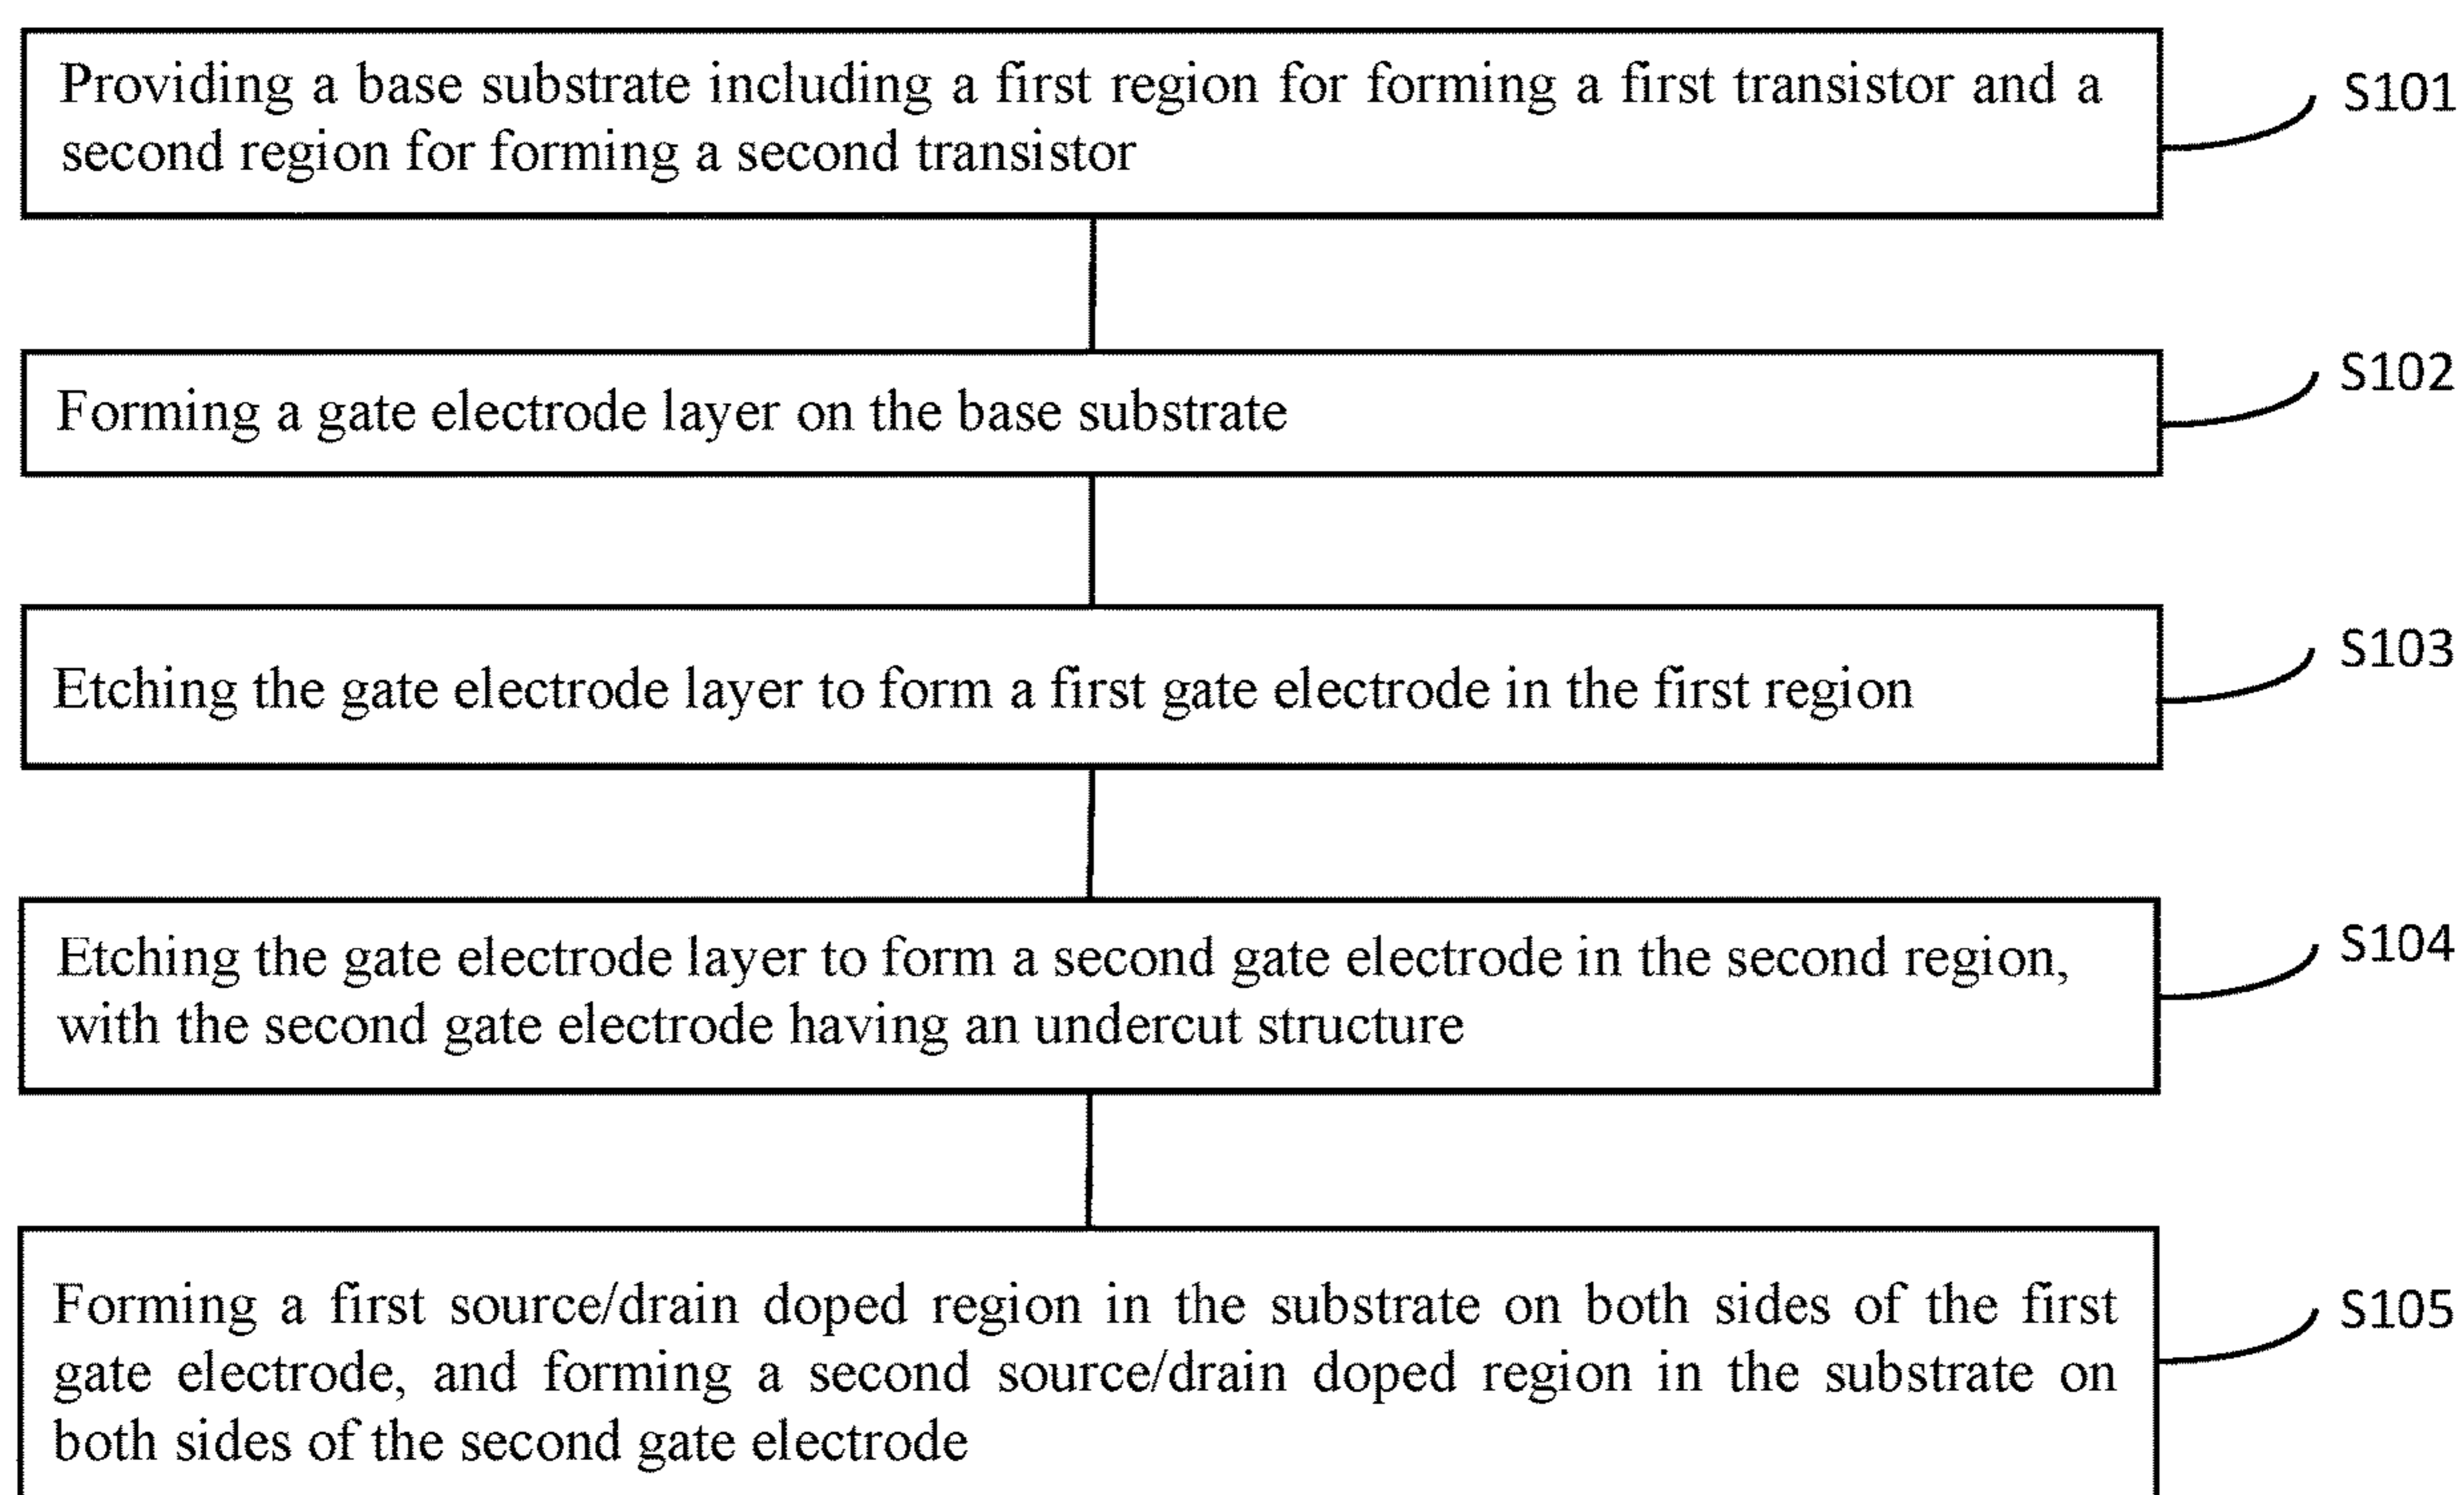 Providing a base substrate including a first region for forming a first transistor and a
second region for forming a second transistor
S101
Forming a gate electrode layer on the base substrate
S102
Etching the gate electrode layer to form a first gate electrode in the first region
S103
Etching the gate electrode layer to form a second gate electrode in the second region,
with the second gate electrode having an undercut structure
S104
Forming a first source/drain doped region in the substrate on both sides of the first
gate electrode, and forming a second source/drain doped region in the substrate on
both sides of the second gate electrode
S105